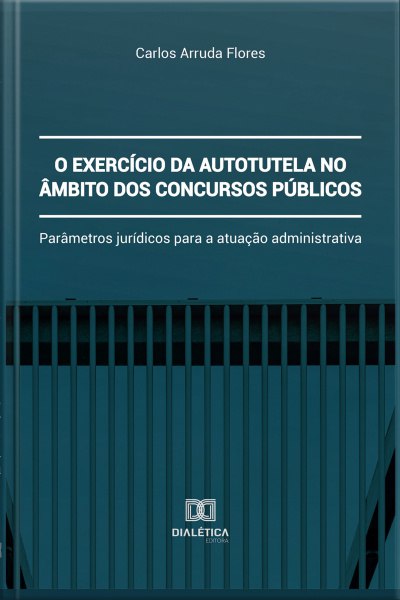 Carlos Arruda Flores
O EXERCÍCIO DA AUTOTUTELA NO
ÂMBITO DOS CONCURSOS PÚBLICOS
Parâmetros jurídicos para a atuação administrativa
DIALÉTICA
EDITORA